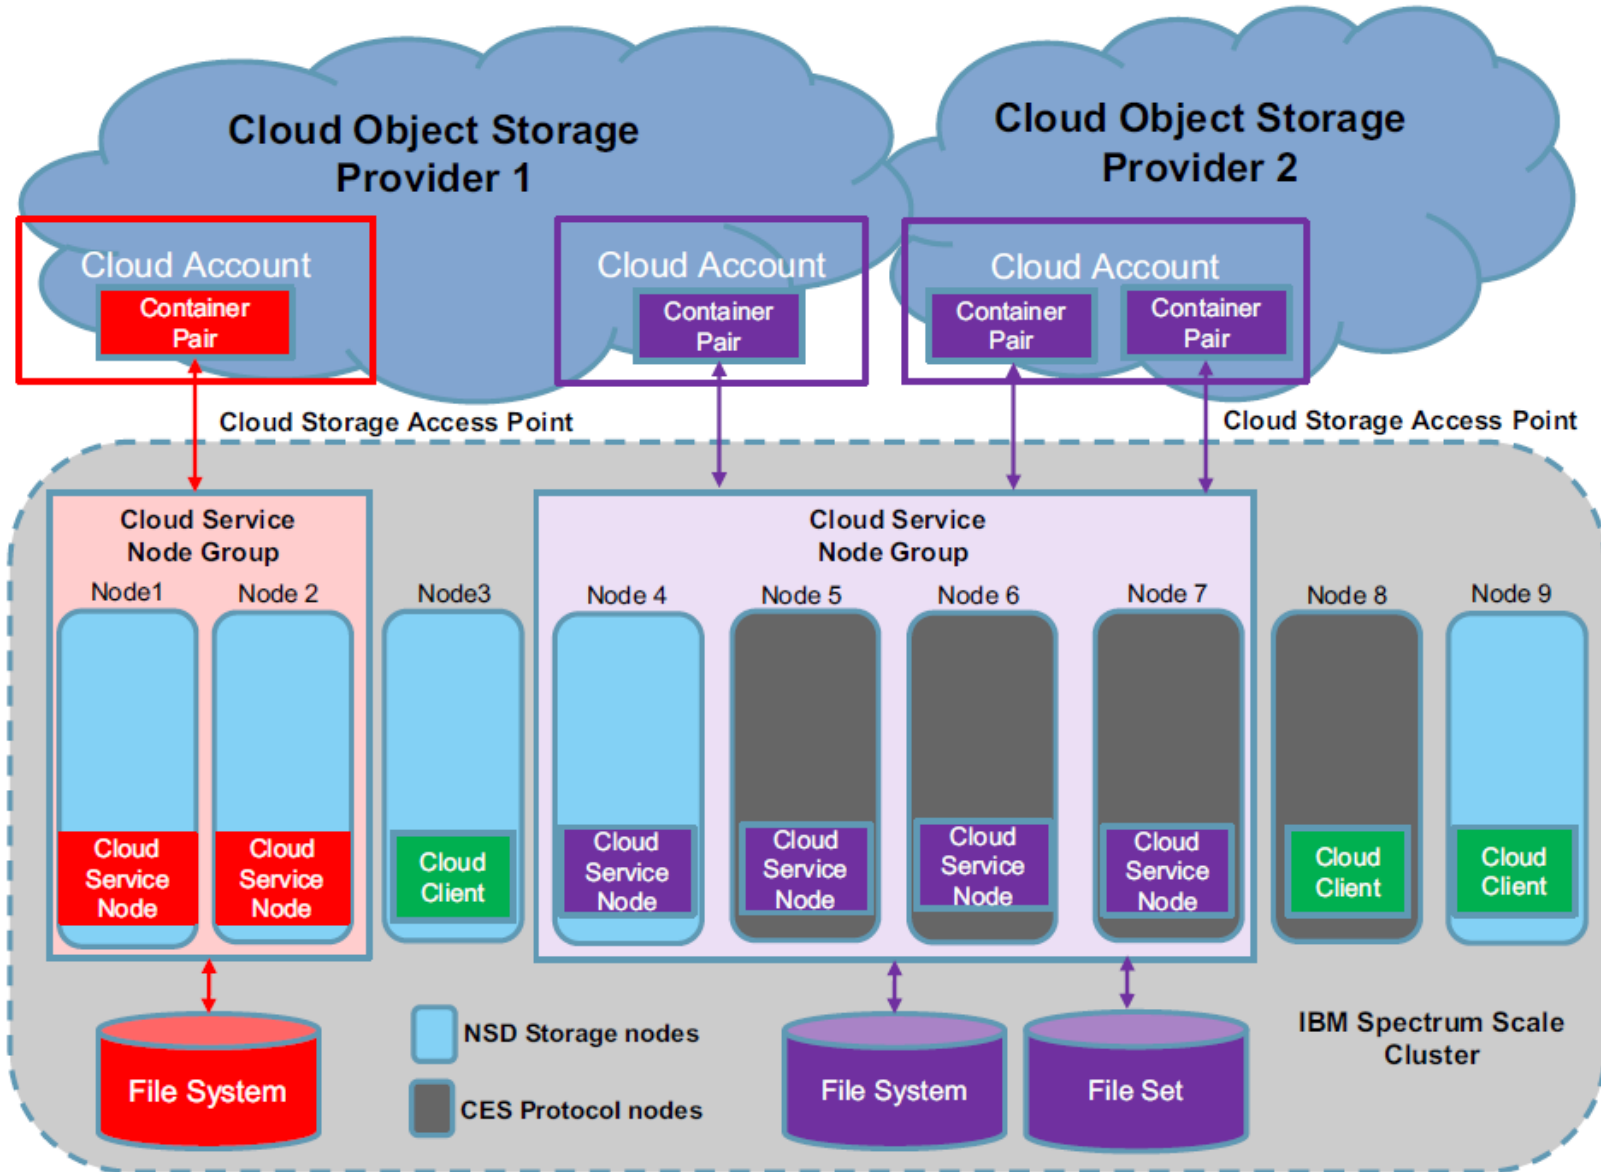 Cloud Object Storage
Provider 1
Cloud Object Storage
Provider 2
Cloud Account
Container
Pair
Cloud Account
Container
Pair
Cloud Account
Container
Pair
Container
Pair
Cloud Storage Access Point
Cloud Storage Access Point
Cloud Service
Node Group
Cloud Service
Node Group
Node1
Node 2
Node3
Node 4
Node 5
Node 6
Node 7
Node 8
Node 9
Cloud
Service
Node
Cloud
Service
Node
Cloud
Client
Cloud
Service
Node
Cloud
Service
Node
Cloud
Service
Node
Cloud
Service
Node
Cloud
Client
Cloud
Client
File System
NSD Storage nodes
CES Protocol nodes
File System
File Set
IBM Spectrum Scale
Cluster